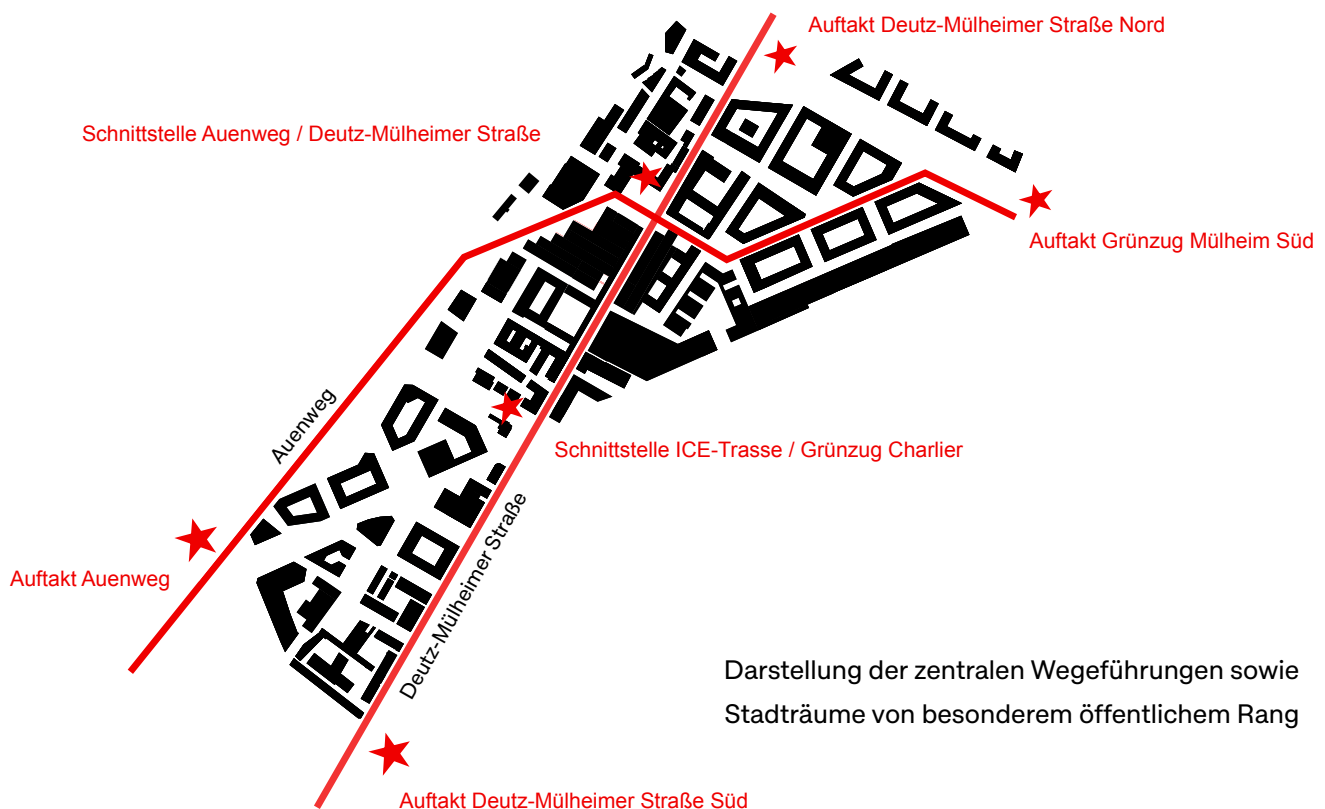 Auftakt Deutz-Mülheimer Straße Nord
Schnittstelle Auenweg / Deutz-Mülheimer Straße
Auftakt Grünzug Mülheim Süd
Auenweg
Schnittstelle ICE-Trasse / Grünzug Charlier
Deutz-Mülheimer Straße
Auftakt Auenweg
Darstellung der zentralen Wegeführungen sowie
Stadträume von besonderem öffentlichem Rang
Auftakt Deutz-Mülheimer Straße Süd